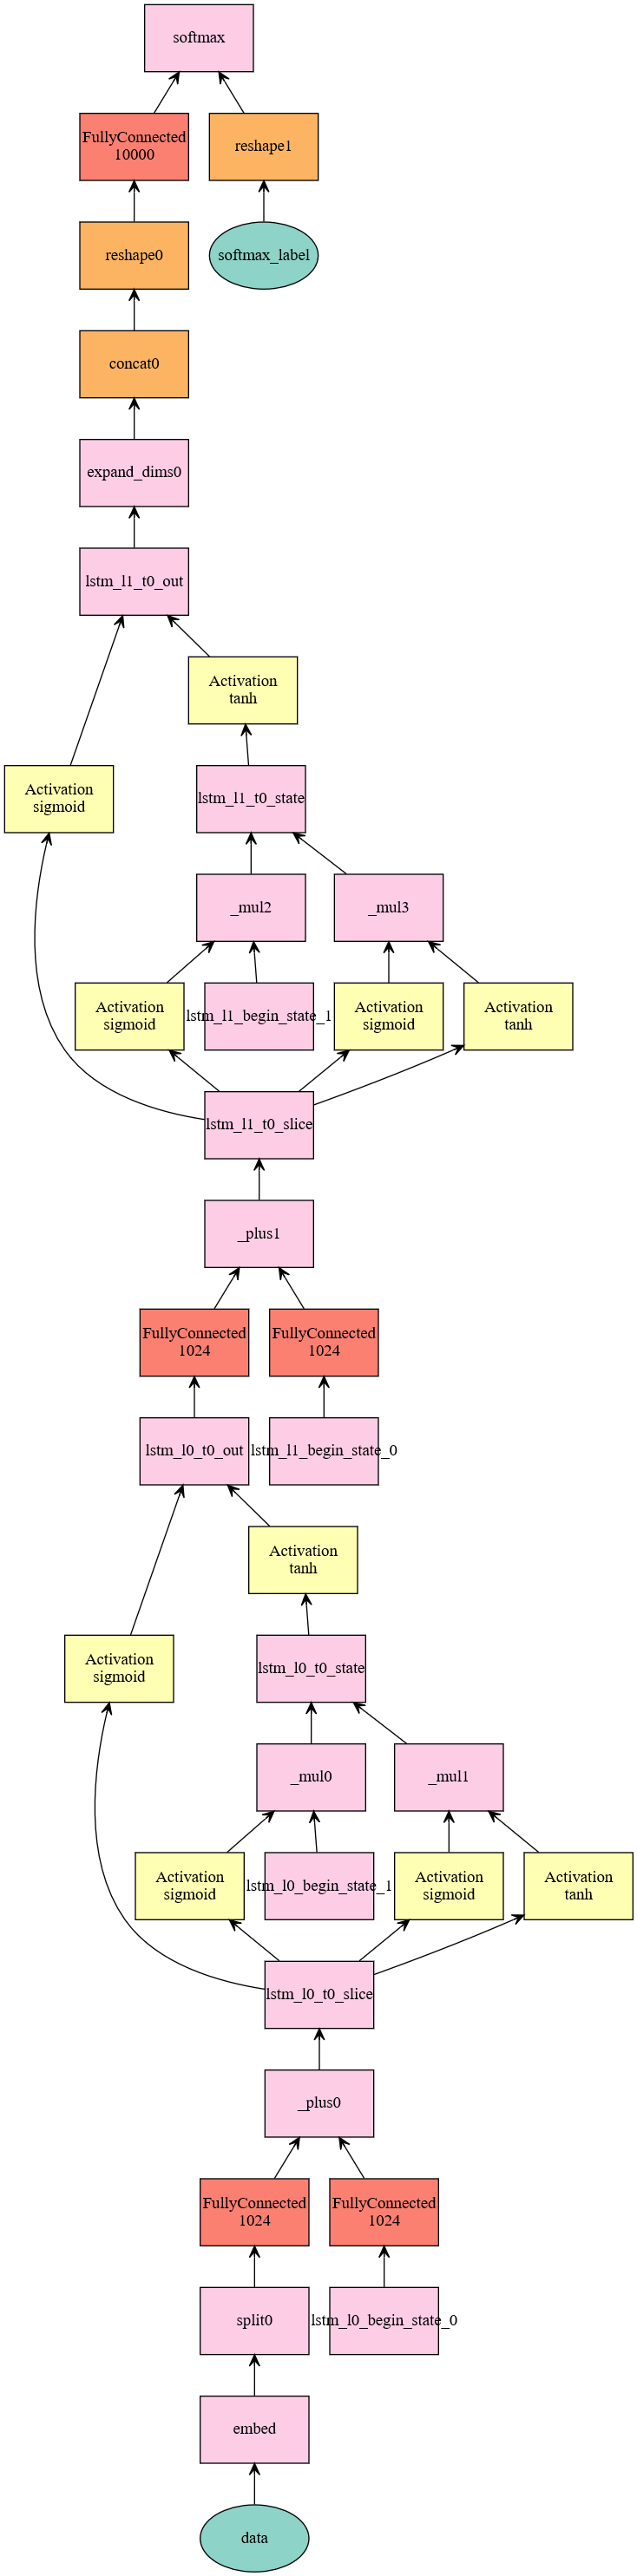 softmax
FullyConnected
10000
reshape1
reshape0
softmax_label
concat0
expand_dims0
lstm_l1_t0_out
Activation
tanh
Activation
sigmoid
lstm_l1_t0_state
_mul2
_mul3
Activation
sigmoid
lstm_l1_begin_state_1
Activation
sigmoid
Activation
tanh
lstm_l1_t0_slice
_plus1
FullyConnected
1024
FullyConnected
1024
lstm_l0_t0_out
lstm_l1_begin_state_0
Activation
tanh
Activation
sigmoid
lstm_l0_t0_state
_mul0
_mul1
Activation
sigmoid
lstm_l0_begin_state_1
Activation
sigmoid
Activation
tanh
lstm_l0_t0_slice
_plus0
FullyConnected
1024
FullyConnected
1024
split0
lstm_l0_begin_state_0
embed
data